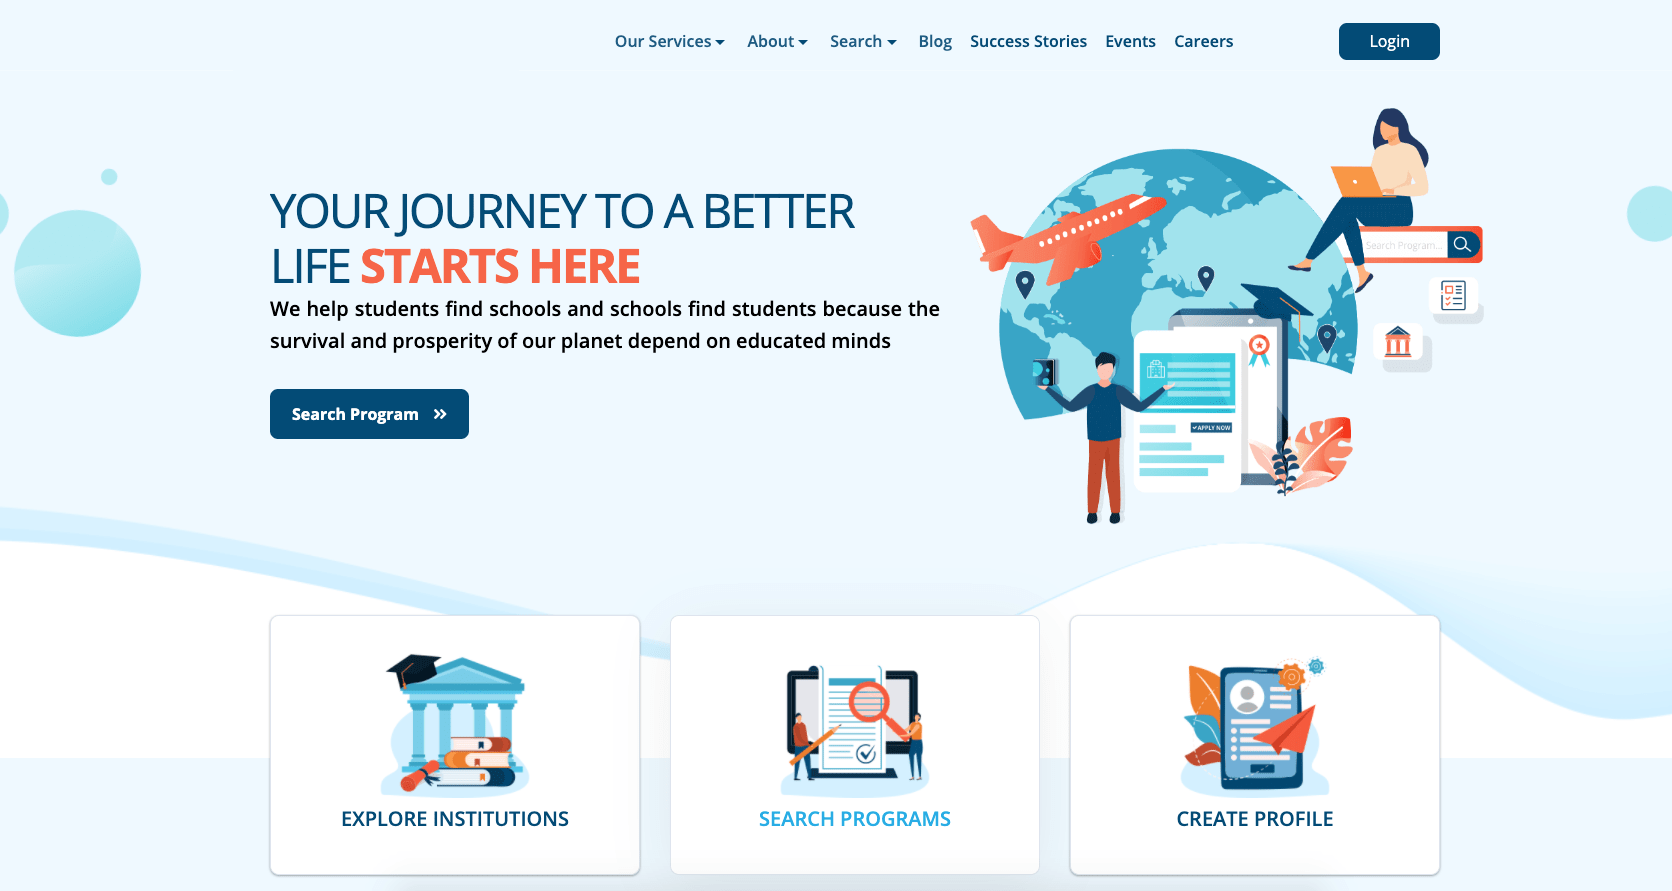 Our Services
About
Search
Blog
Success Stories
Events
Careers
Login
YOUR JOURNEY TO A BETTER
LIFE STARTS HERE
We help students find schools and schools find students because the
survival and prosperity of our planet depend on educated minds
Search Program »
Search Program...
APPLY NOW
EXPLORE INSTITUTIONS
SEARCH PROGRAMS
CREATE PROFILE